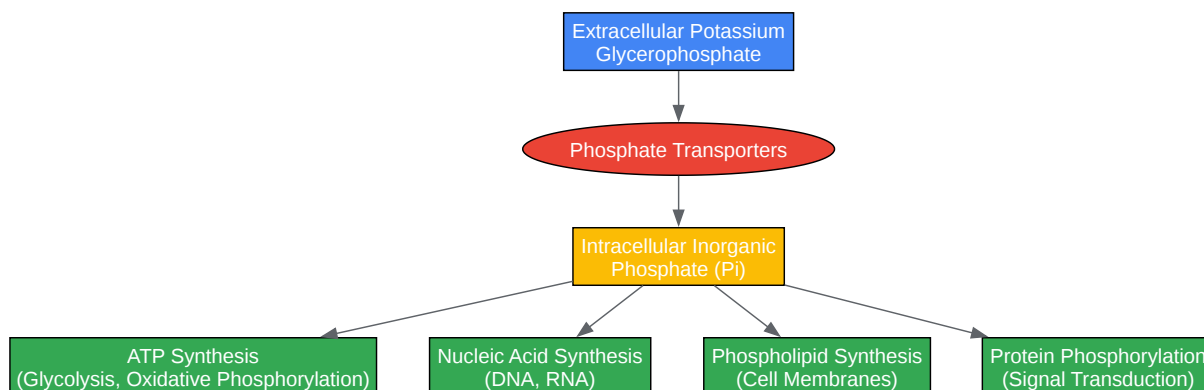 Extracellular Potassium
Glycerophosphate
Phosphate Transporters
Intracellular Inorganic
Phosphate (Pi)
ATP Synthesis
(Glycolysis, Oxidative Phosphorylation)
Nucleic Acid Synthesis
(DNA, RNA)
Phospholipid Synthesis
(Cell Membranes)
Protein Phosphorylation
(Signal Transduction)